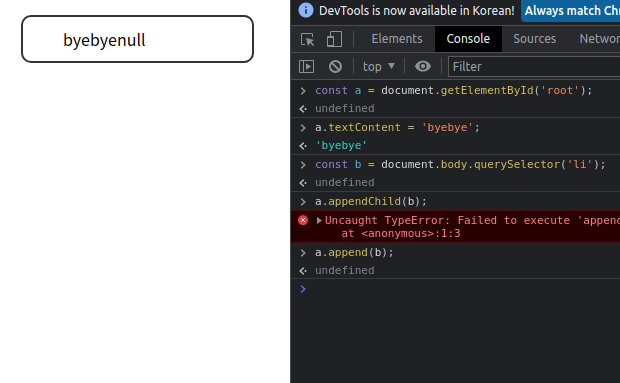 byebyenull
DevTools is now available in Korean! Always match Chr
Elements Console Sources Network
top Filter
const a = document.getElementById('root');
undefined
a.textContent = 'byebye';
'byebye'
const b = document.body.querySelector('li');
undefined
a.appendChild(b);
Uncaught TypeError: Failed to execute 'append
at <anonymous>:1:3
a.append(b);
undefined